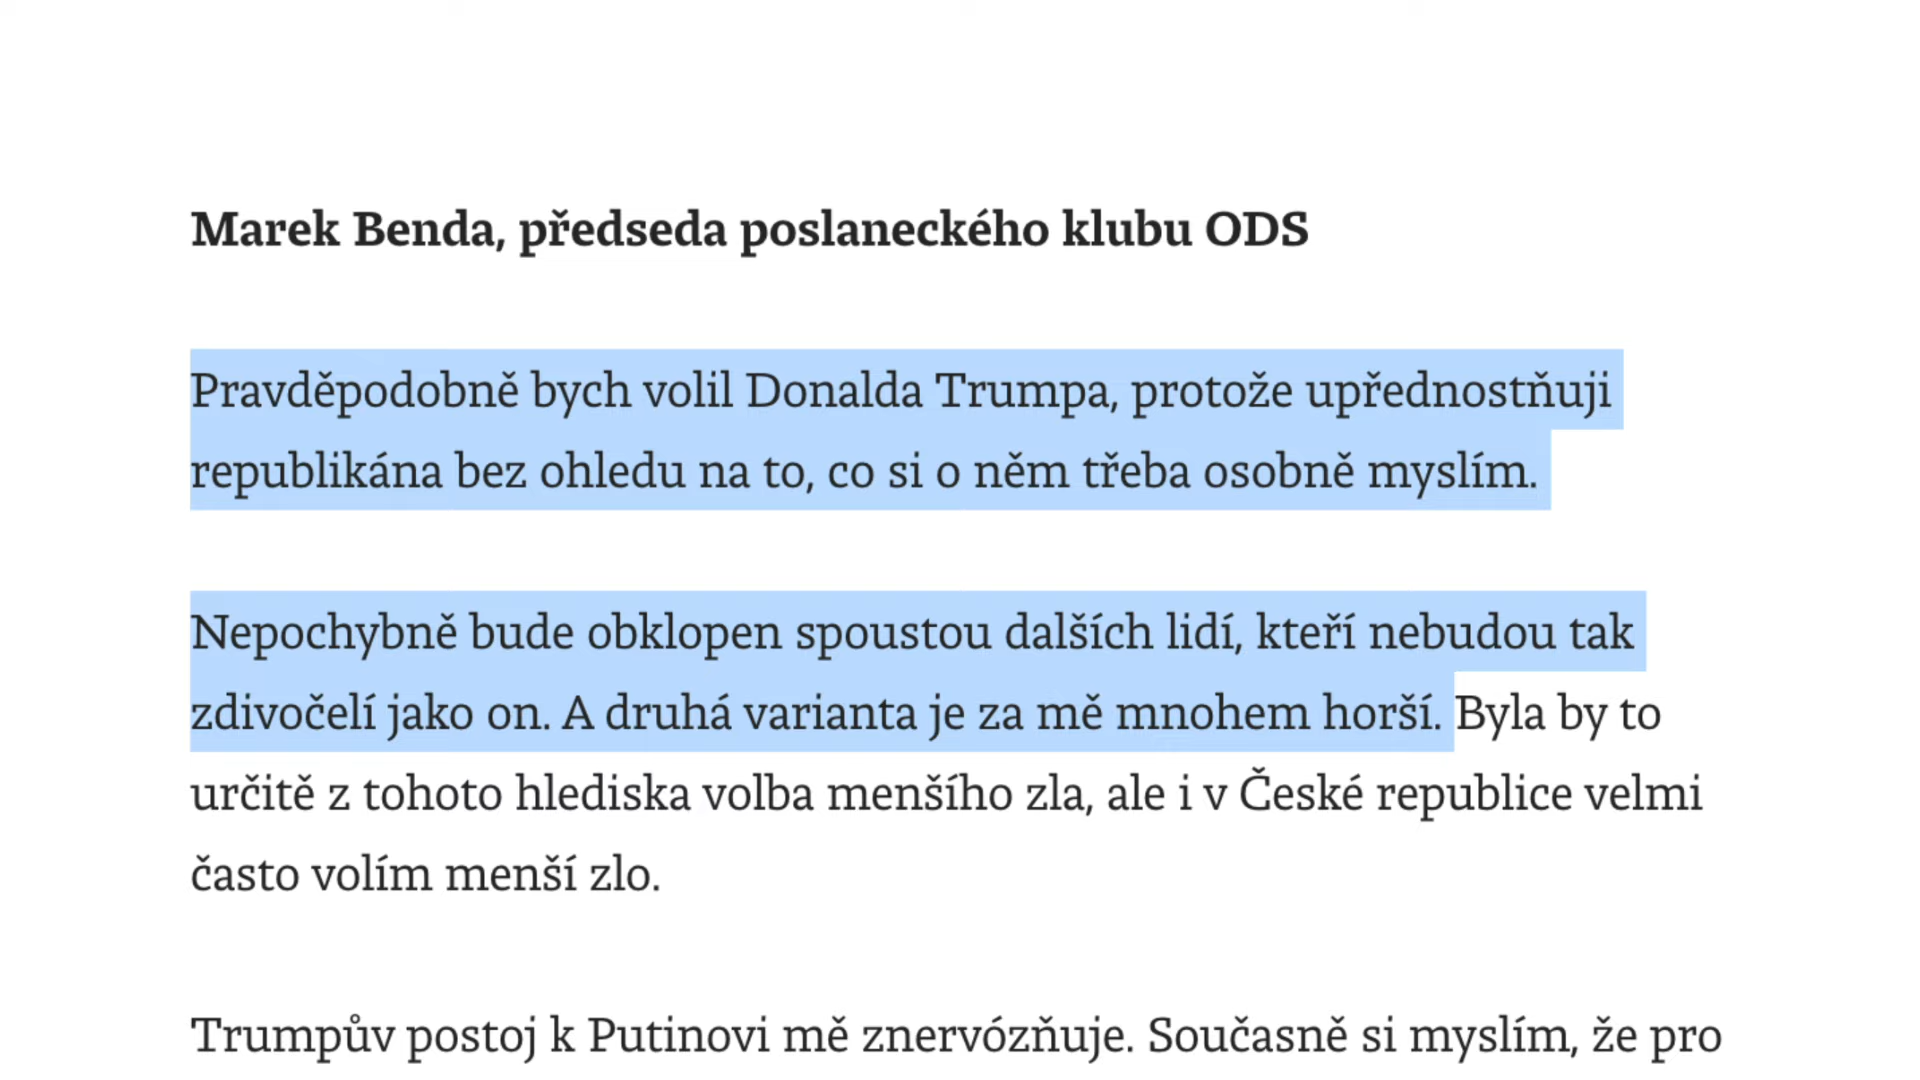 Marek Benda, předseda poslaneckého klubu ODS
Pravděpodobně bych volil Donalda Trumpa, protože upřednostňuji
republikána bez ohledu na to, co si o něm třeba osobně myslím.
Nepochybně bude obklopen spoustou dalších lidí, kteří nebudou tak
zdivočelí jako on. A druhá varianta je za mě mnohem horší. Byla by to
určitě z tohoto hlediska volba menšího zla, ale i v České republice velmi
často volím menší zlo.
Trumpův postoj k Putinovi mě znervózňuje. Současně si myslím, že pro